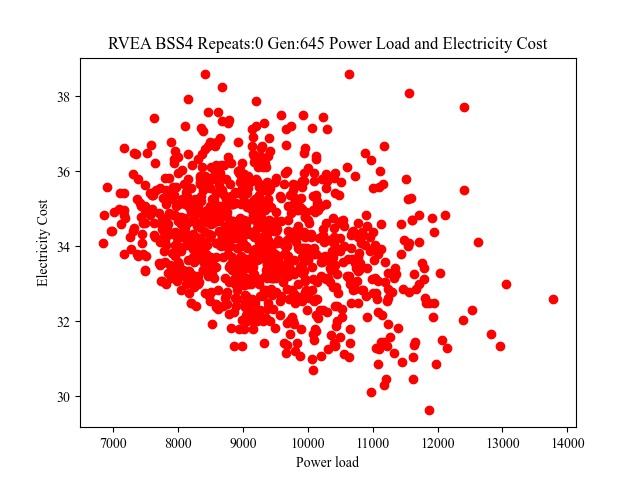 RVEA BSS4 Repeats:0 Gen:645 Power Load and Electricity Cost
38
36
34
32
30
Electricity Cost
7000 8000 9000 10000 11000 12000 13000 14000
Power load